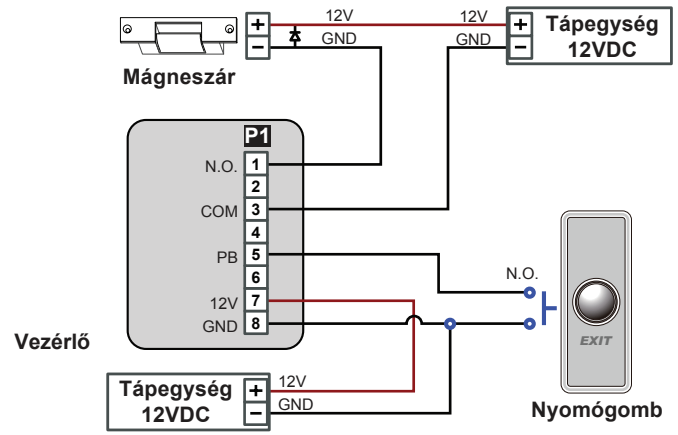 12V
12V
+
+
Tápegység
GND
GND
−
−
12VDC
Mágneszár
P1
N.O.
1
2
COM
3
4
PB
5
6
12V
7
GND
8
N.O.
EXIT
Vezérlő
Tápegység
+
12V
12VDC
−
GND
Nyomógomb